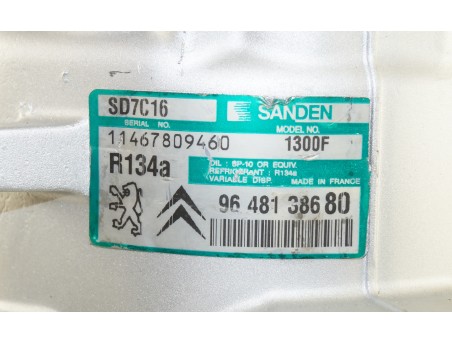 SD7C16 SANDEN
SERIAL NO. MODEL NO.
11467809460 1300F
R134a
OIL : SP-10 OR EQUIV.
REFRIGERANT : R134a
VARIABLE DISP. MADE IN FRANCE
96 481 386 80